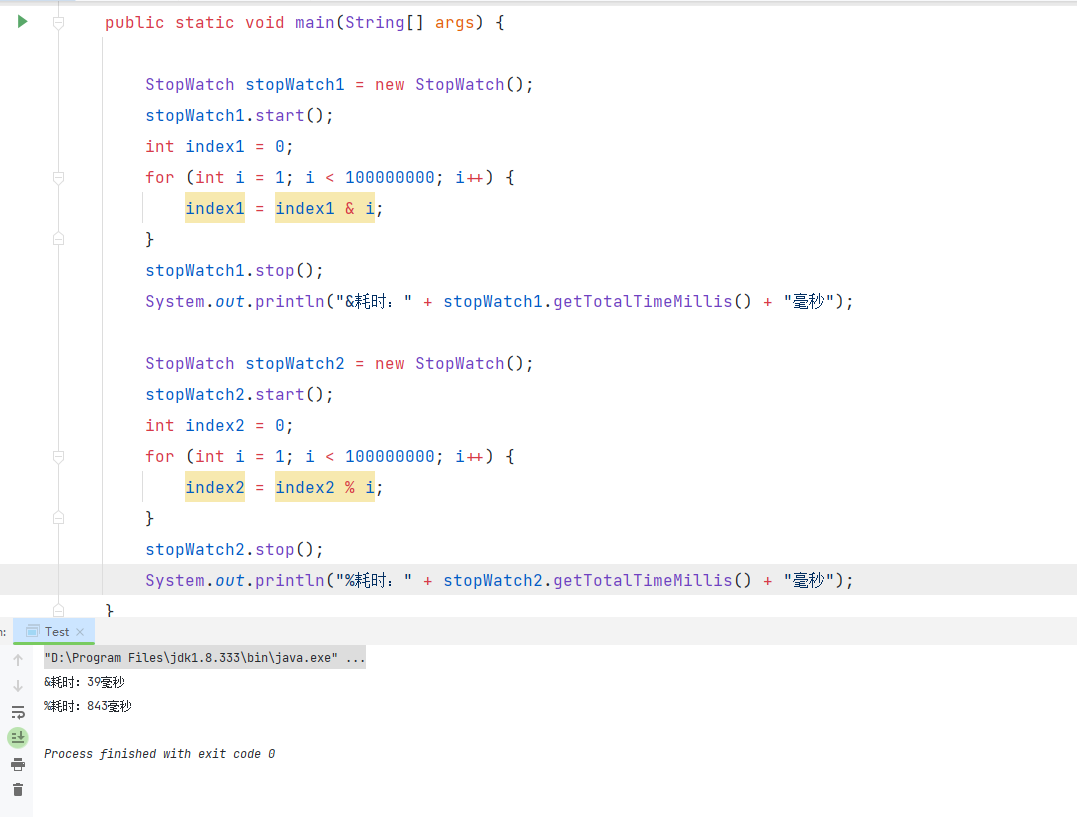 public static void main(String[] args) {
StopWatch stopWatch1 = new StopWatch();
stopWatch1.start();
int index1 = 0;
for (int i = 1; i < 100000000; i++) {
index1 = index1 & i;
}
stopWatch1.stop();
System.out.println("&耗时：" + stopWatch1.getTotalTimeMillis() + "毫秒");
StopWatch stopWatch2 = new StopWatch();
stopWatch2.start();
int index2 = 0;
for (int i = 1; i < 100000000; i++) {
index2 = index2 % i;
}
stopWatch2.stop();
System.out.println("%耗时：" + stopWatch2.getTotalTimeMillis() + "毫秒");
}
Test
"D:\Program Files\jdk1.8.333\bin\java.exe" ...
&耗时：39毫秒
%耗时：843毫秒
Process finished with exit code 0